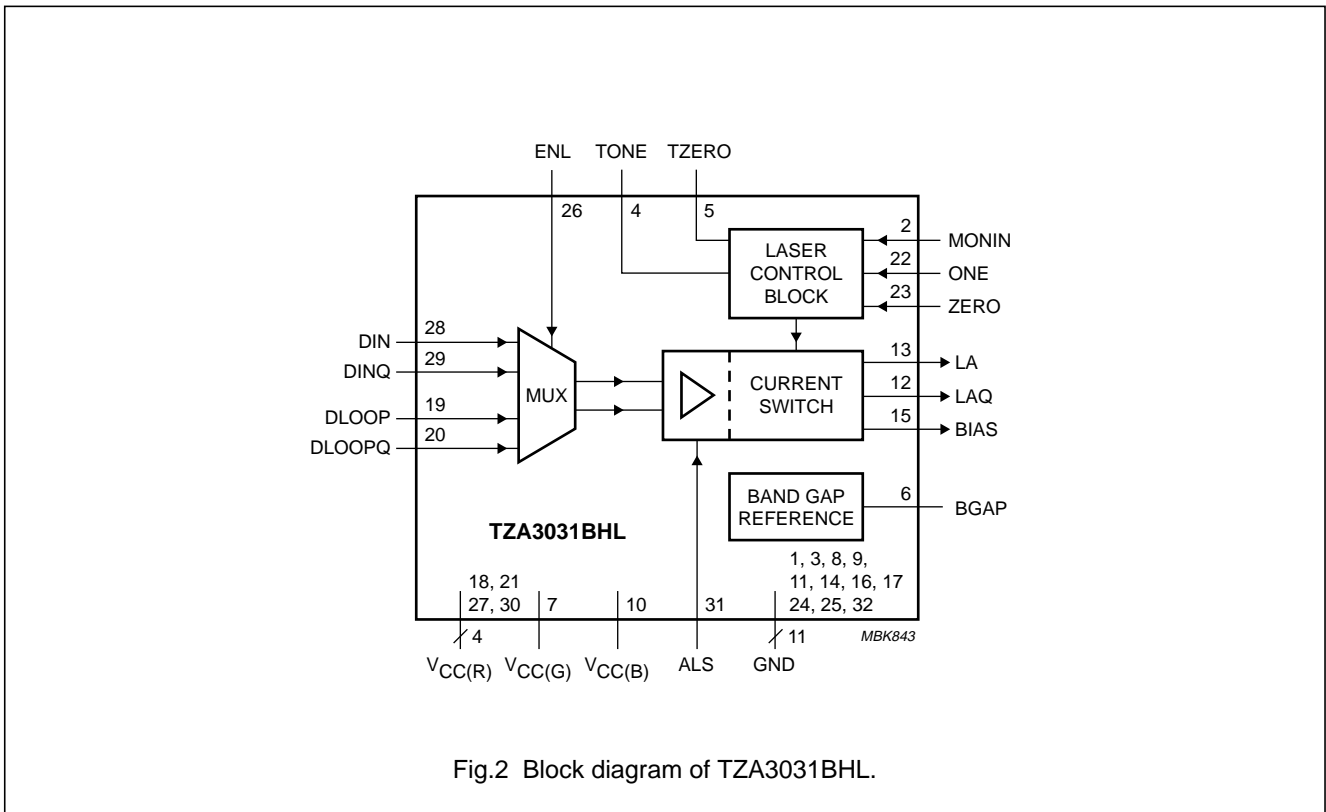 ENL TONE TZERO
26 4 5
2 MONIN
LASER
CONTROL
BLOCK
22 ONE
23 ZERO
DIN 28
DINQ 29
DLOOP 19
DLOOPQ 20
MUX
CURRENT
SWITCH
13 LA
12 LAQ
15 BIAS
BAND GAP
REFERENCE
6 BGAP
TZA3031BHL
18, 21
27, 30
7
10
31
1, 3, 8, 9,
11, 14, 16, 17
24, 25, 32
4
11
MBK843
VCC(R) VCC(G) VCC(B) ALS GND
Fig.2 Block diagram of TZA3031BHL.